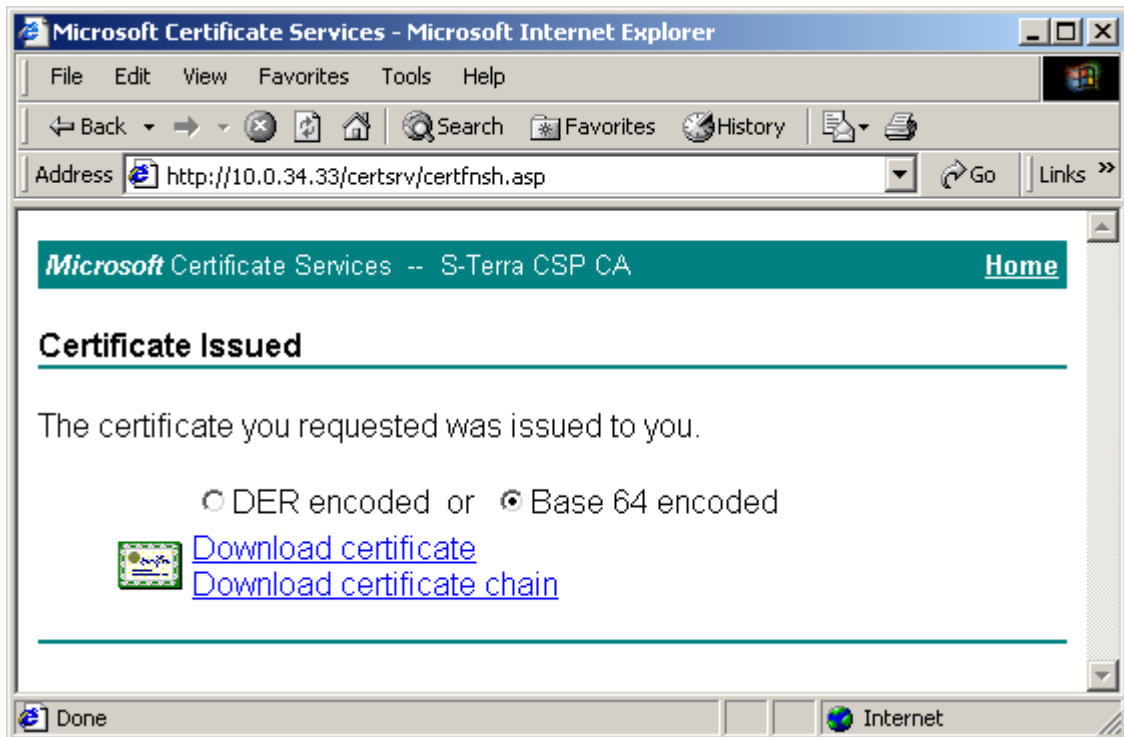 Microsoft Certificate Services - Microsoft Internet Explorer
File Edit View Favorites Tools Help
Back Search Favorites History
Address http://10.0.34.33/certsrv/certfnsh.asp Go Links »
Microsoft Certificate Services -- S-Terra CSP CA Home
Certificate Issued
The certificate you requested was issued to you.
DER encoded or Base 64 encoded
Download certificate
Download certificate chain
Done Internet